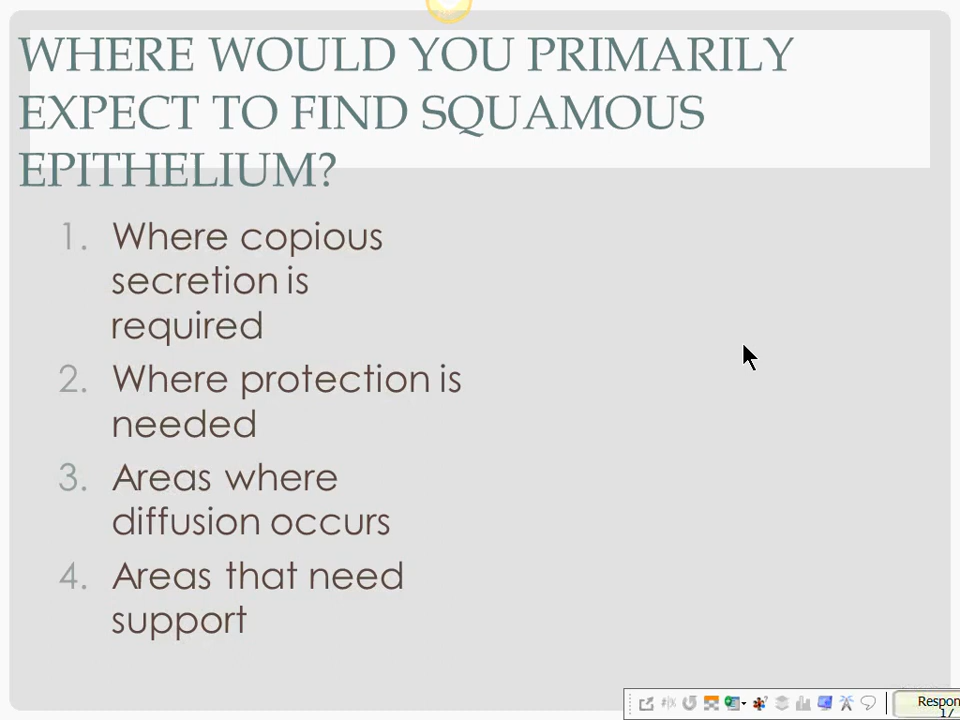 WHERE WOULD YOU PRIMARILY
EXPECT TO FIND SQUAMOUS
EPITHELIUM?
1. Where copious
secretion is
required
2. Where protection is
needed
3. Areas where
diffusion occurs
4. Areas that need
support
Respon